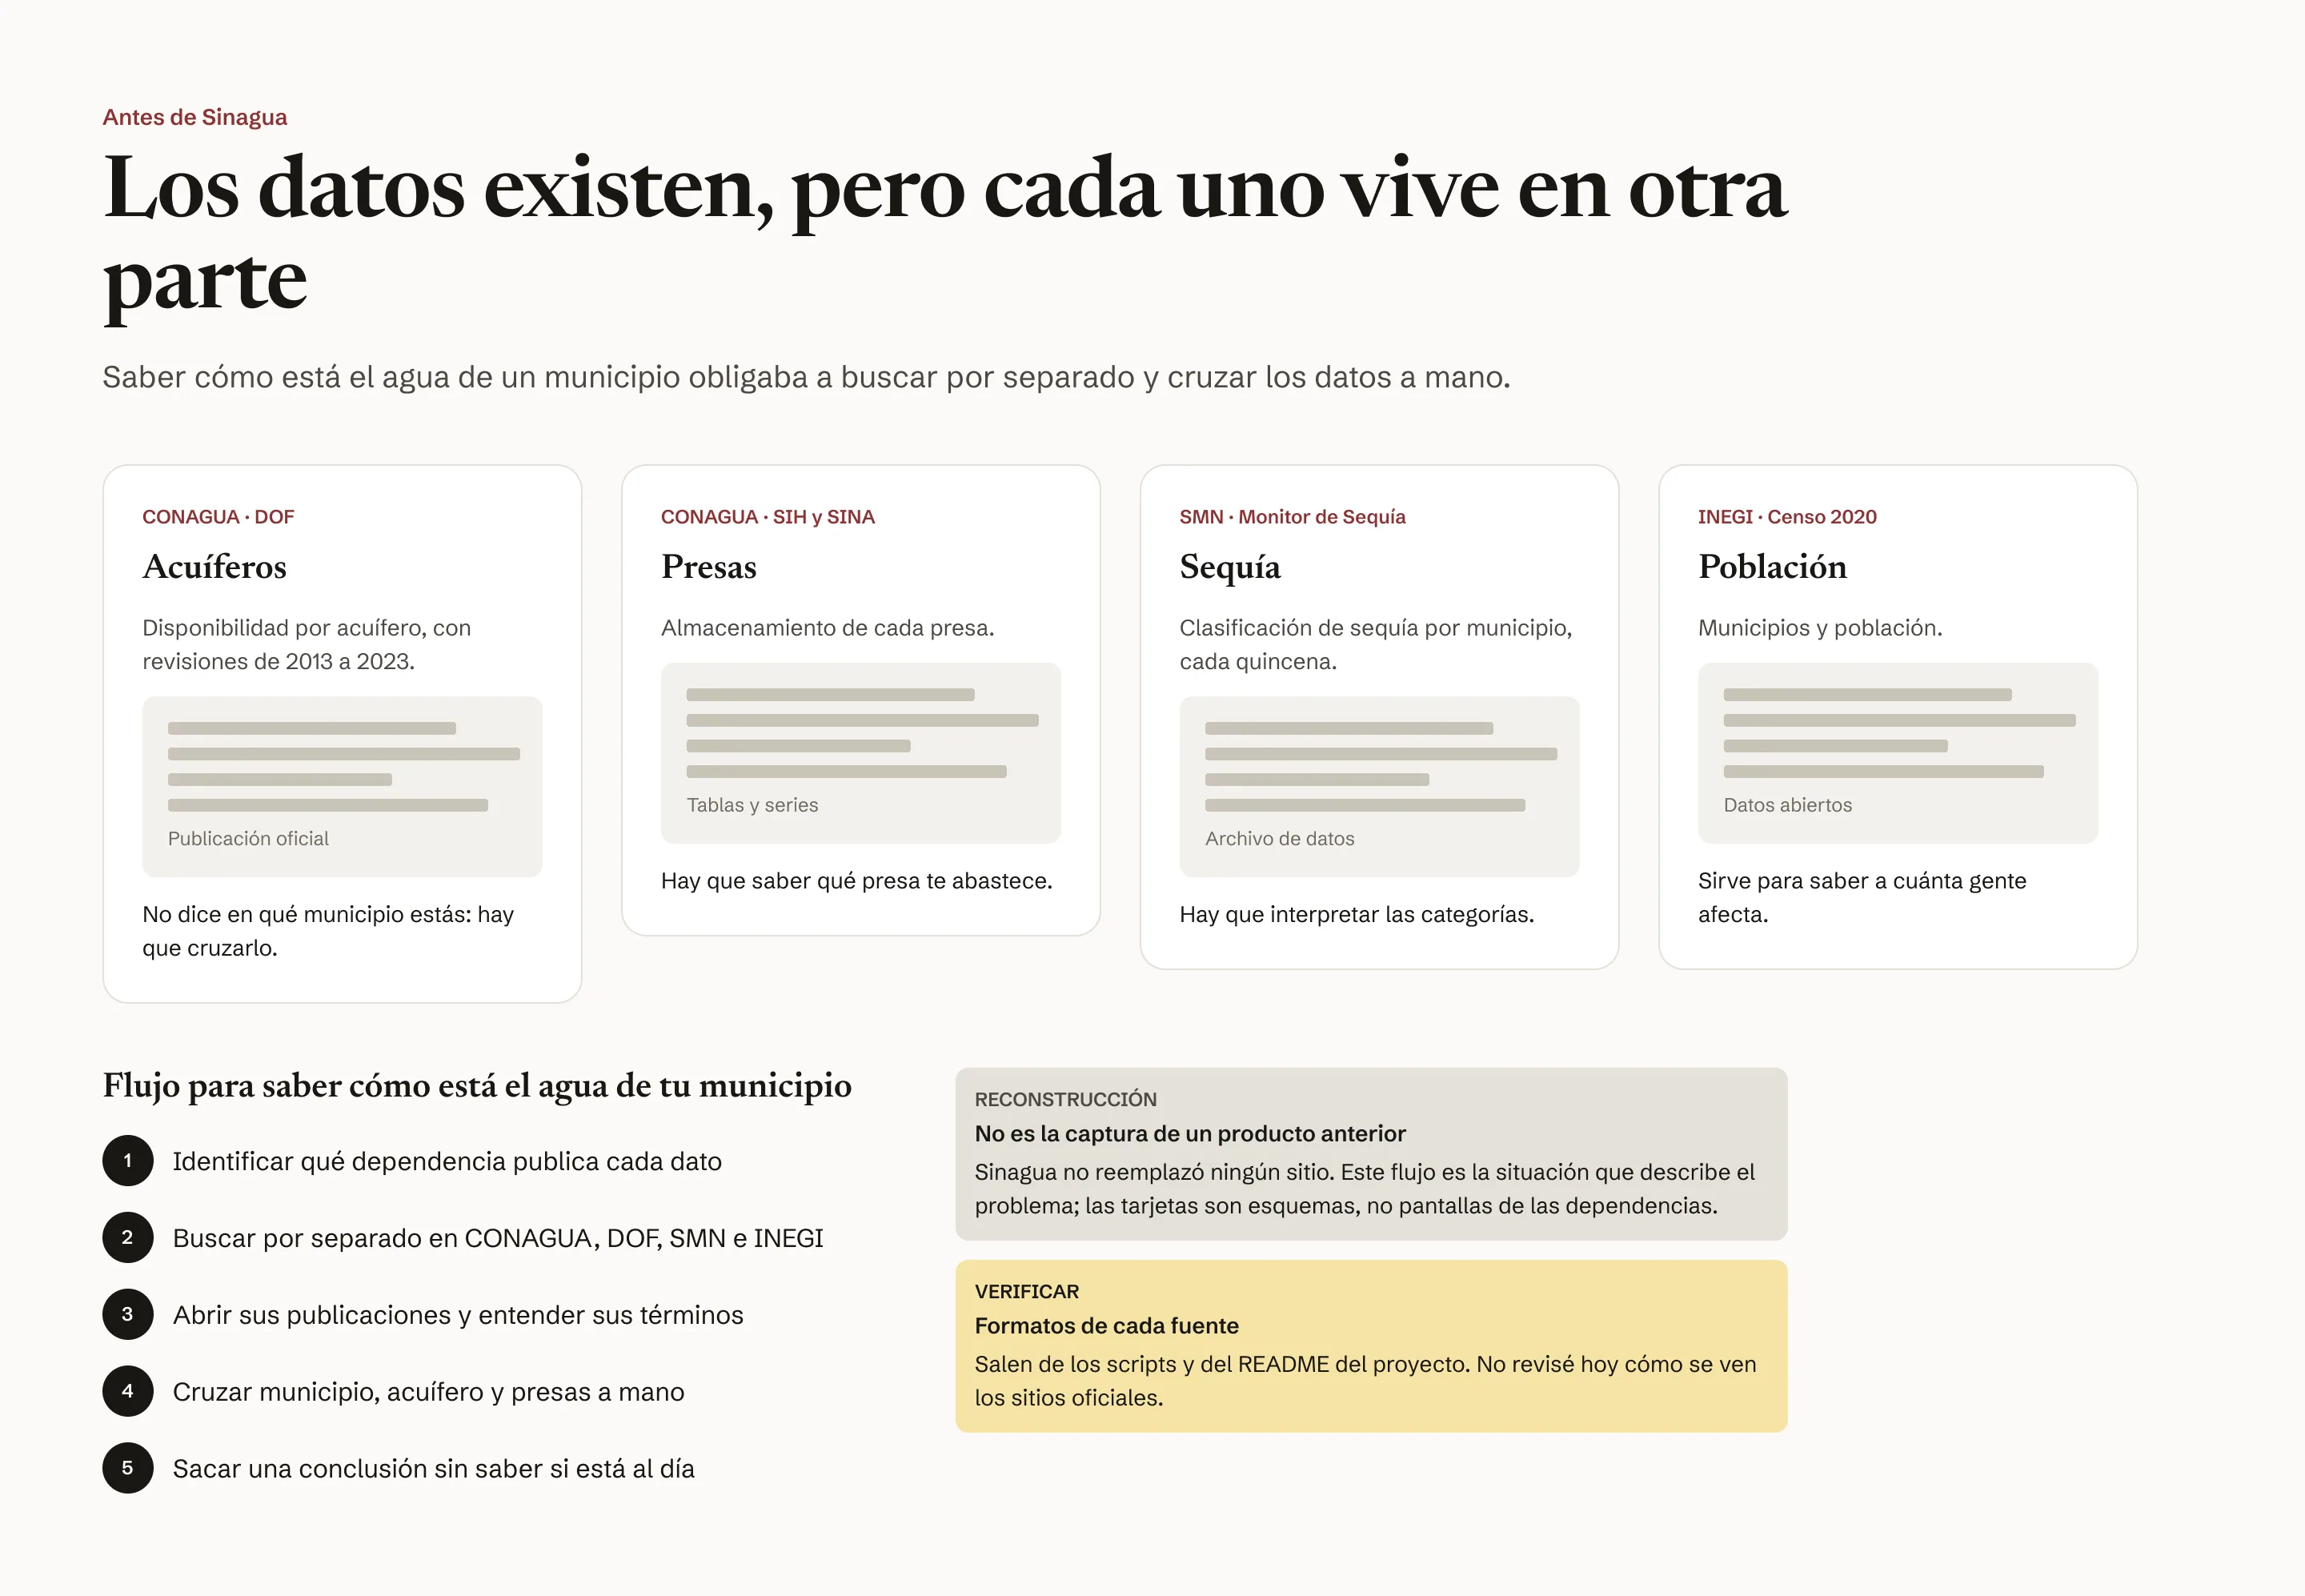 Antes de Sinagua
Los datos existen, pero cada uno vive en otra
parte
Saber cómo está el agua de un municipio obligaba a buscar por separado y cruzar los datos a mano.
CONAGUA · DOF
Acuíferos
Disponibilidad por acuífero, con
revisiones de 2013 a 2023.
Publicación oficial
No dice en qué municipio estás: hay
que cruzarlo.
CONAGUA · SIH y SINA
Presas
Almacenamiento de cada presa.
Tablas y series
Hay que saber qué presa te abastece.
SMN · Monitor de Sequía
Sequía
Clasificación de sequía por municipio,
cada quincena.
Archivo de datos
Hay que interpretar las categorías.
INEGI · Censo 2020
Población
Municipios y población.
Datos abiertos
Sirve para saber a cuánta gente
afecta.
Flujo para saber cómo está el agua de tu municipio
1 Identificar qué dependencia publica cada dato
2 Buscar por separado en CONAGUA, DOF, SMN e INEGI
3 Abrir sus publicaciones y entender sus términos
4 Cruzar municipio, acuífero y presas a mano
5 Sacar una conclusión sin saber si está al día
RECONSTRUCCIÓN
No es la captura de un producto anterior
Sinagua no reemplazó ningún sitio. Este flujo es la situación que describe el
problema; las tarjetas son esquemas, no pantallas de las dependencias.
VERIFICAR
Formatos de cada fuente
Salen de los scripts y del README del proyecto. No revisé hoy cómo se ven
los sitios oficiales.